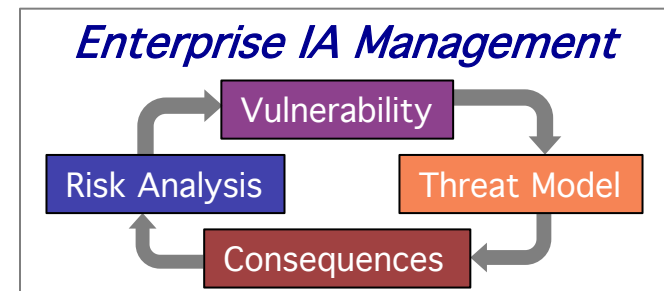 Enterprise IA Management
Vulnerability
Risk Analysis
Threat Model
Consequences